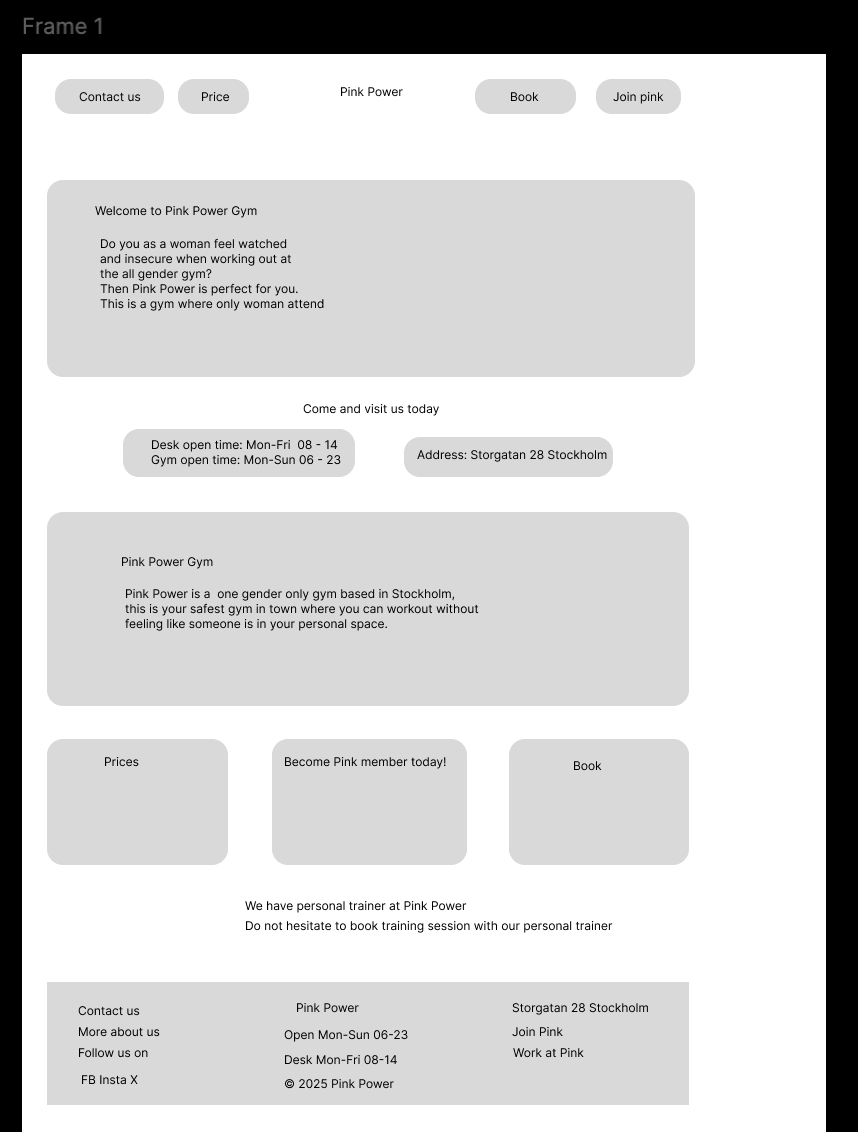 Frame 1
Contact us
Price
Pink Power
Book
Join pink
Welcome to Pink Power Gym
Do you as a woman feel watched
and insecure when working out at
the all gender gym?
Then Pink Power is perfect for you.
This is a gym where only woman attend
Come and visit us today
Desk open time: Mon-Fri  08 - 14
Gym open time: Mon-Sun 06 - 23
Address: Storgatan 28 Stockholm
Pink Power Gym
Pink Power is a  one gender only gym based in Stockholm,
this is your safest gym in town where you can workout without
feeling like someone is in your personal space.
Prices
Become Pink member today!
Book
We have personal trainer at Pink Power
Do not hesitate to book training session with our personal trainer
Contact us
More about us
Follow us on
FB Insta X
Pink Power
Open Mon-Sun 06-23
Desk Mon-Fri 08-14
© 2025 Pink Power
Storgatan 28 Stockholm
Join Pink
Work at Pink